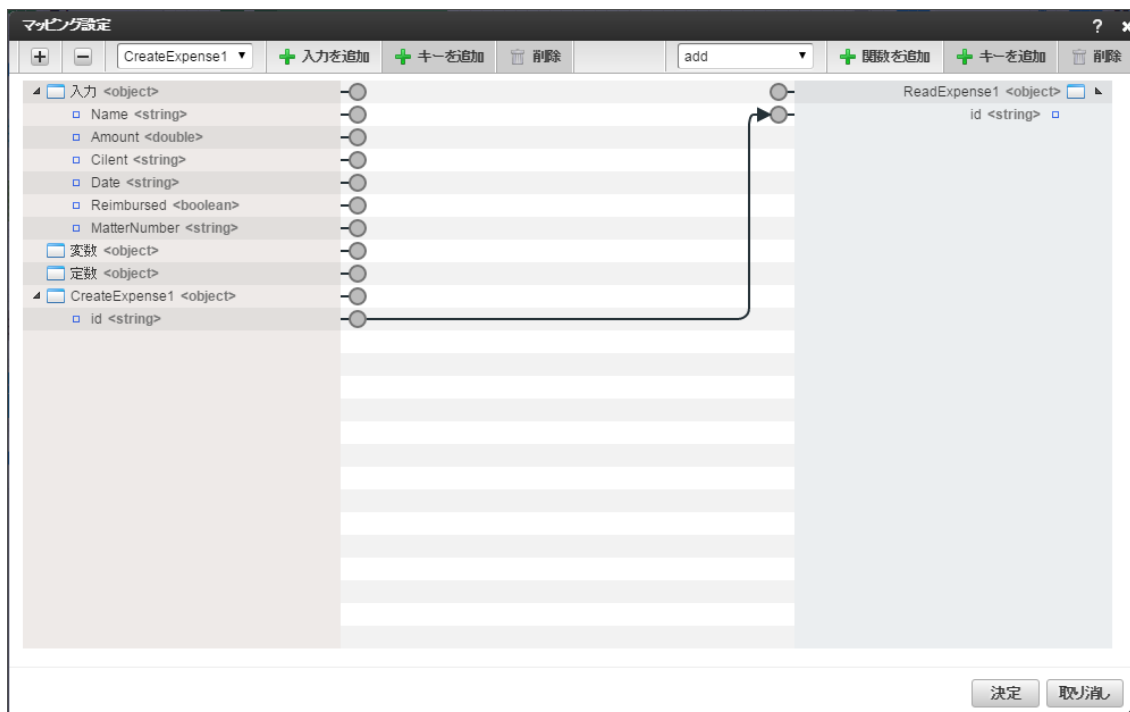 マッピング設定
?
CreateExpense1 入力を追加 キーを追加 削除 add 関数を追加 キーを追加 削除
入力 <object> ReadExpense1 <object>
Name <string> id <string>
Amount <double>
Cilent <string>
Date <string>
Reimbursed <boolean>
MatterNumber <string>
変数 <object>
定数 <object>
CreateExpense1 <object>
id <string>
決定 取り消し